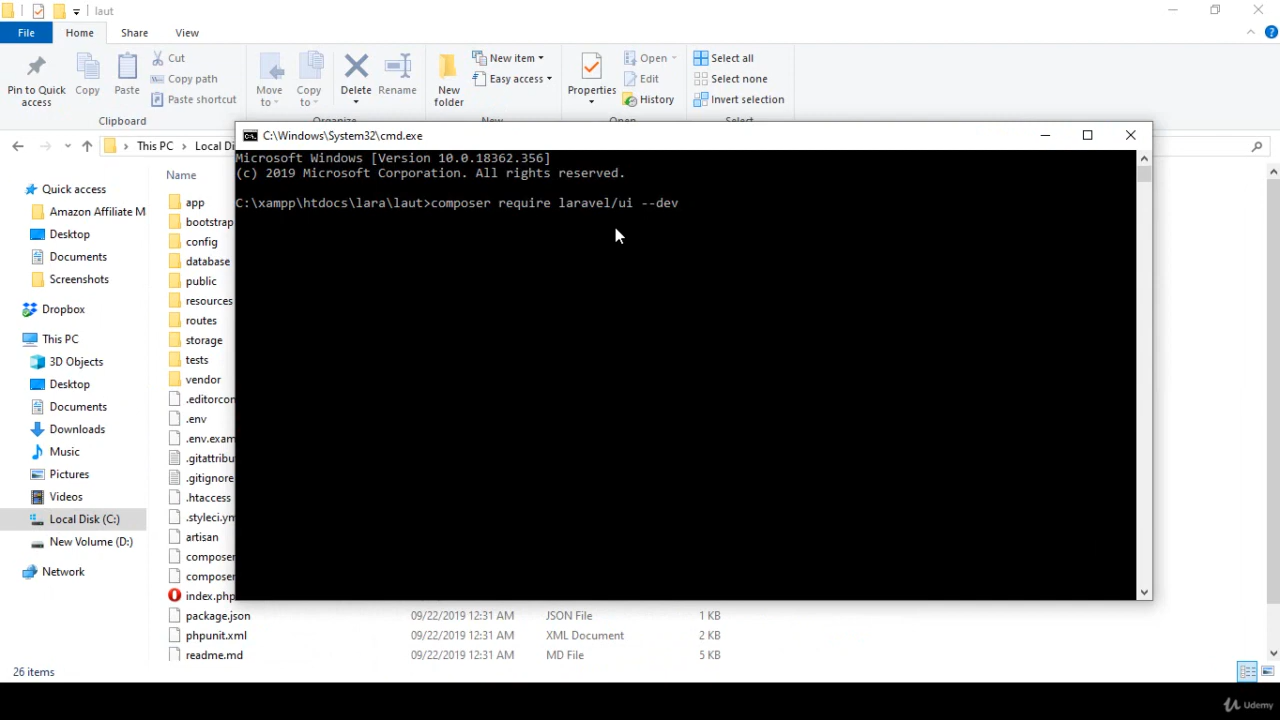 laut
File
Home
Share
View
Pin to Quick access
Copy
Paste
Cut
Copy path
Paste shortcut
Clipboard
Move to
Copy to
Delete
Rename
Organize
New folder
New item
Easy access
New
Properties
Open
Edit
History
Open
Select all
Select none
Invert selection
Select
This PC
Local Di
C:\Windows\System32\cmd.exe
Microsoft Windows [Version 10.0.18362.356]
(c) 2019 Microsoft Corporation. All rights reserved.
C:\xampp\htdocs\lara\laut>composer require laravel/ui --dev
Quick access
Amazon Affiliate M
Desktop
Documents
Screenshots
Dropbox
This PC
3D Objects
Desktop
Documents
Downloads
Music
Pictures
Videos
Local Disk (C:)
New Volume (D:)
Network
Name
app
bootstrap
config
database
public
resources
routes
storage
tests
vendor
.editorcon
.env
.env.exam
.gitattribu
.gitignore
.htaccess
.styleci.ym
artisan
composer
composer
index.php
package.json 09/22/2019 12:31 AM JSON File 1 KB
phpunit.xml 09/22/2019 12:31 AM XML Document 2 KB
readme.md 09/22/2019 12:31 AM MD File 5 KB
26 items
Udemy